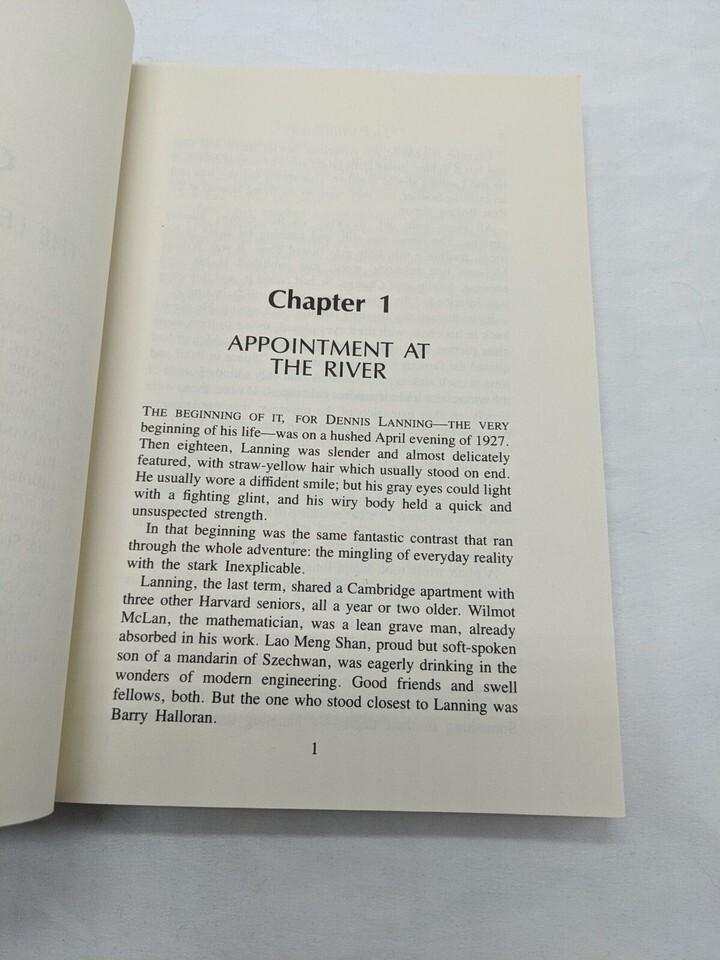 Chapter 1
APPOINTMENT AT
THE RIVER
THE BEGINNING OF IT, FOR DENNIS LANNING—THE VERY
beginning of his life—was on a hushed April evening of 1927.
Then eighteen, Lanning was slender and almost delicately
featured, with straw-yellow hair which usually stood on end.
He usually wore a diffident smile; but his gray eyes could light
with a fighting glint, and his wiry body held a quick and
unsuspected strength.
In that beginning was the same fantastic contrast that ran
through the whole adventure: the mingling of everyday reality
with the stark Inexplicable.
Lanning, the last term, shared a Cambridge apartment with
three other Harvard seniors, all a year or two older. Wilmot
McLan, the mathematician, was a lean grave man, already
absorbed in his work. Lao Meng Shan, proud but soft-spoken
son of a mandarin of Szechwan, was eagerly drinking in the
wonders of modern engineering. Good friends and swell
fellows, both. But the one who stood closest to Lanning was
Barry Halloran.
1